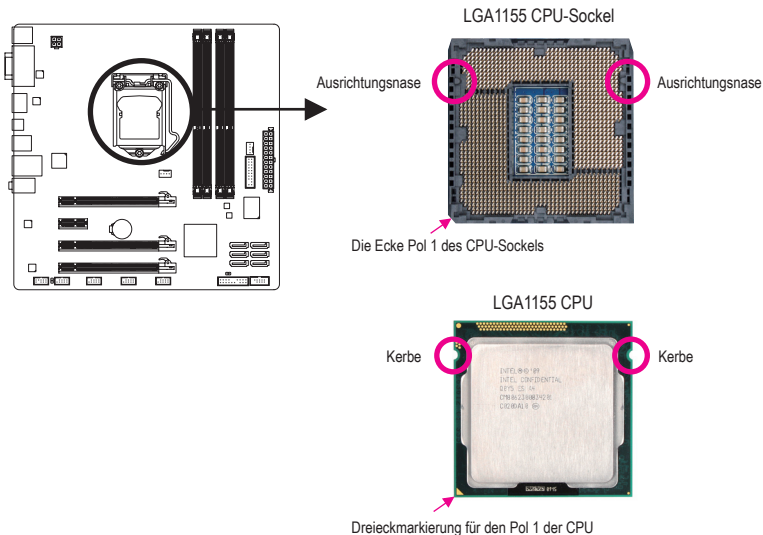 LGA1155 CPU-Sockel
Ausrichtungsnase
Ausrichtungsnase
Die Ecke Pol 1 des CPU-Sockels
LGA1155 CPU
Kerbe
Kerbe
INTEL CONFIDENTIAL
Dreieckmarkierung für den Pol 1 der CPU